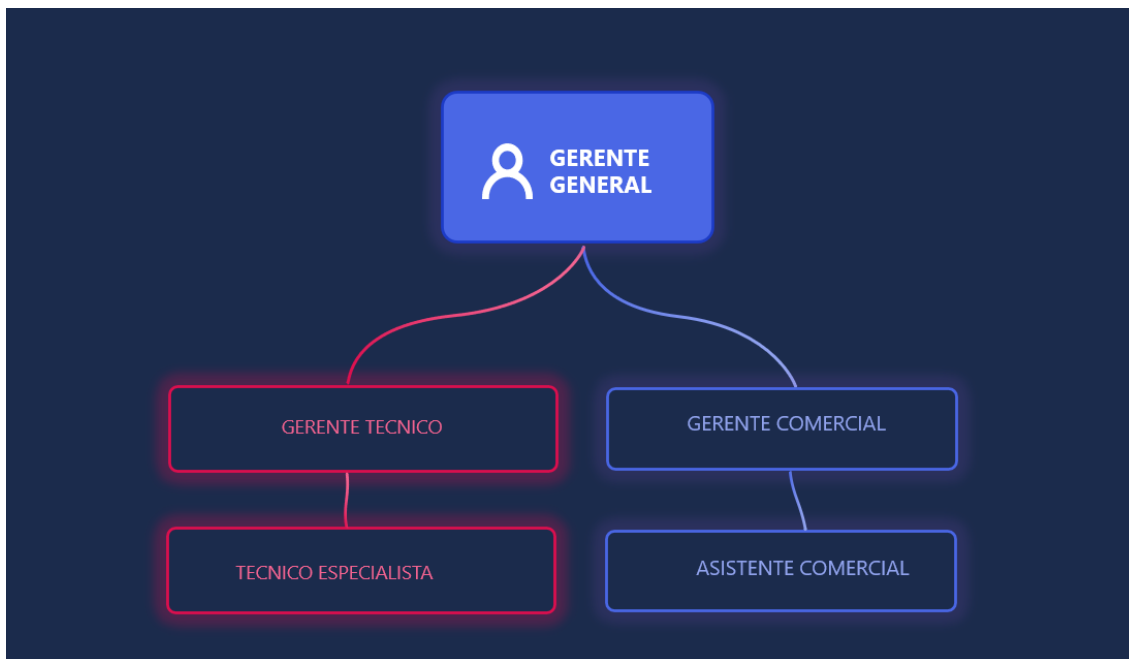 GERENTE
GENERAL
GERENTE TECNICO
GERENTE COMERCIAL
TECNICO ESPECIALISTA
ASISTENTE COMERCIAL